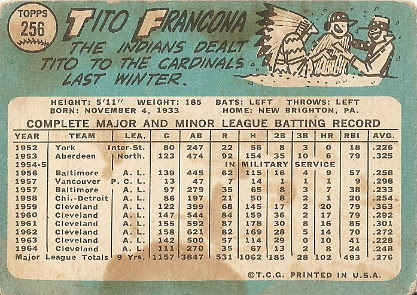 TOPPS
256
TITO FRANCONA
THE INDIANS DEALT
TITO TO THE CARDINALS
LAST WINTER.
HEIGHT: 5'11" WEIGHT: 185 BATS: LEFT THROWS: LEFT
BORN: NOVEMBER 4, 1933 HOME: NEW BRIGHTON, PA.
COMPLETE MAJOR AND MINOR LEAGUE BATTING RECORD
YEAR TEAM LEA. G AB R H 2B 3B HR RBI AVG.
1952 York Inter-St. 80 247 22 56 8 3 0 18 .226
1953 Aberdeen North. 123 474 92 154 35 10 6 79 .325
1954-5 IN MILITARY SERVICE
1956 Baltimore A. L. 139 445 62 115 16 4 9 57 .258
1957 Vancouver P. C. L. 13 47 7 14 1 1 9 .298
1957 Baltimore A. L. 97 279 35 65 8 3 7 38 .233
1958 Chi.-Detroit A. L. 86 197 21 50 8 2 1 20 .254
1959 Cleveland A. L. 122 399 68 145 17 2 20 79 .363
1960 Cleveland A. L. 147 544 84 159 36 2 17 79 .292
1961 Cleveland A. L. 155 592 87 178 30 8 16 85 .301
1962 Cleveland A. L. 158 621 82 169 28 5 14 70 .272
1963 Cleveland A. L. 142 500 57 114 29 0 10 41 .228
1964 Cleveland A. L. 111 270 35 67 13 2 8 24 .248
Major League Totals 9 Yrs. 1157 3847 531 1062 185 28 102 493 .276
©T.C.G. PRINTED IN U.S.A.